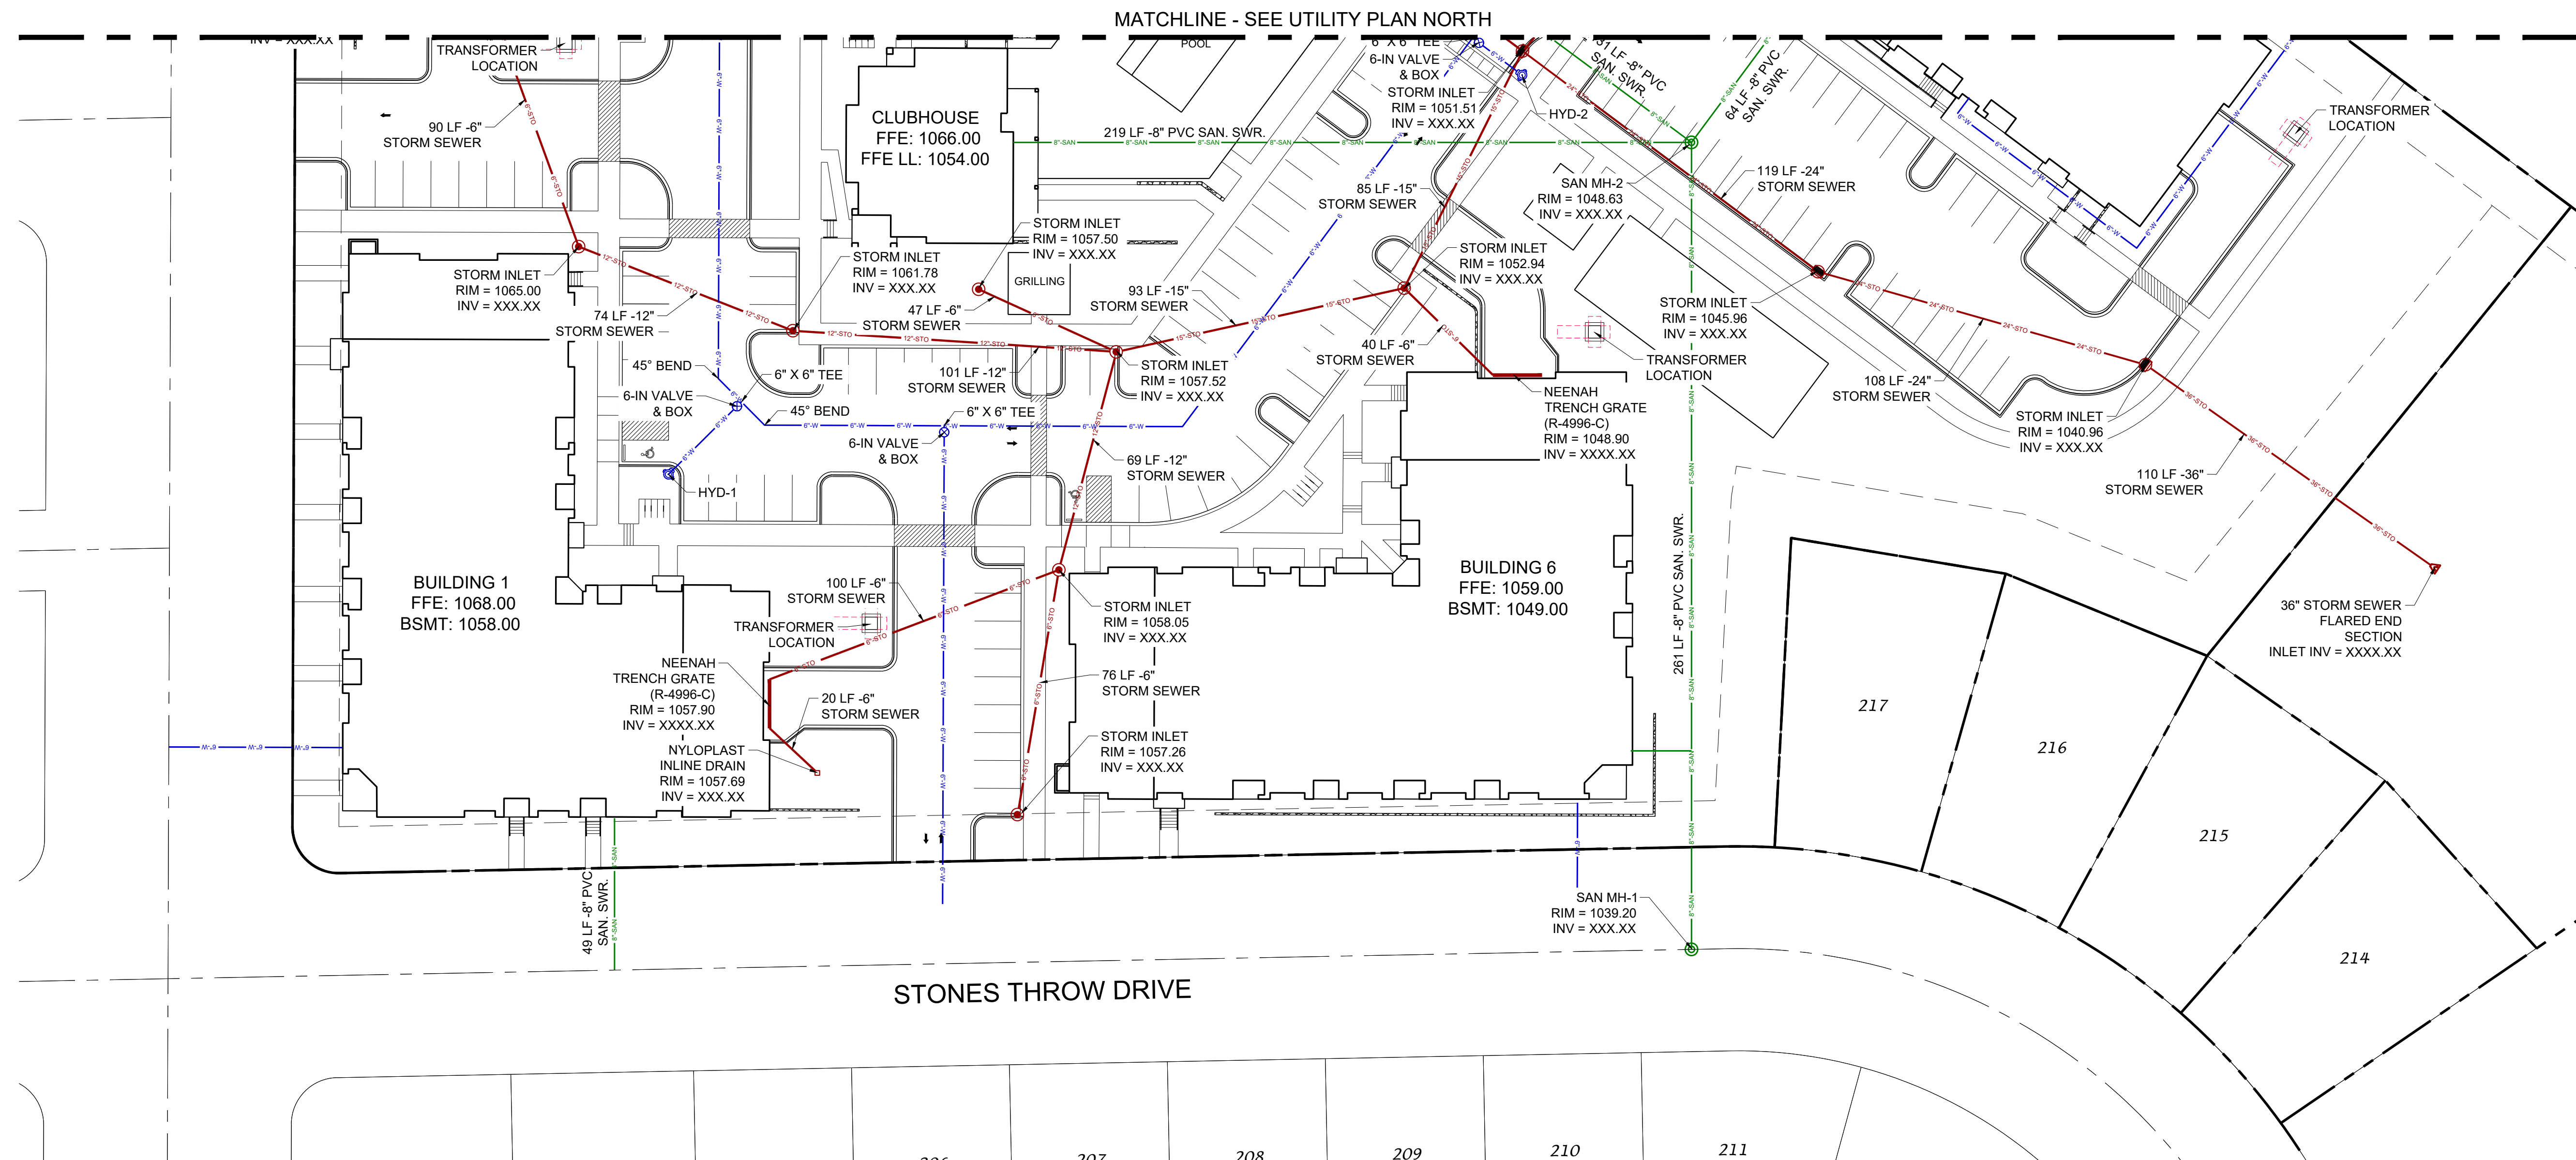 MATCHLINE - SEE UTILITY PLAN NORTH
INV = XXX.XX
TRANSFORMER
LOCATION
90 LF -6"
STORM SEWER
CLUBHOUSE
FFE: 1066.00
FFE LL: 1054.00
POOL
219 LF -8" PVC SAN. SWR.
6" X 6" TEE
6-IN VALVE
& BOX
STORM INLET
RIM = 1051.51
INV = XXX.XX
HYD-2
31 LF -8" PVC
SAN. SWR.
64 LF -8" PVC
SAN. SWR.
TRANSFORMER
LOCATION
119 LF -24"
STORM SEWER
SAN MH-2
RIM = 1048.63
INV = XXX.XX
85 LF -15"
STORM SEWER
STORM INLET
RIM = 1057.50
INV = XXX.XX
STORM INLET
RIM = 1061.78
INV = XXX.XX
GRILLING
STORM INLET
RIM = 1065.00
INV = XXX.XX
74 LF -12"
STORM SEWER
47 LF -6"
STORM SEWER
93 LF -15"
STORM SEWER
STORM INLET
RIM = 1052.94
INV = XXX.XX
STORM INLET
RIM = 1045.96
INV = XXX.XX
40 LF -6"
STORM SEWER
TRANSFORMER
LOCATION
45° BEND
6" X 6" TEE
6-IN VALVE
& BOX
45° BEND
101 LF -12"
STORM SEWER
STORM INLET
RIM = 1057.52
INV = XXX.XX
6" X 6" TEE
6-IN VALVE
& BOX
NEENAH
TRENCH GRATE
(R-4996-C)
RIM = 1048.90
INV = XXXX.XX
108 LF -24"
STORM SEWER
STORM INLET
RIM = 1040.96
INV = XXX.XX
110 LF -36"
STORM SEWER
HYD-1
69 LF -12"
STORM SEWER
BUILDING 1
FFE: 1068.00
BSMT: 1058.00
BUILDING 6
FFE: 1059.00
BSMT: 1049.00
261 LF -8" PVC SAN. SWR.
100 LF -6"
STORM SEWER
TRANSFORMER
LOCATION
STORM INLET
RIM = 1058.05
INV = XXX.XX
36" STORM SEWER
FLARED END
SECTION
INLET INV = XXXX.XX
NEENAH
TRENCH GRATE
(R-4996-C)
RIM = 1057.90
INV = XXXX.XX
20 LF -6"
STORM SEWER
76 LF -6"
STORM SEWER
NYLOPLAST
INLINE DRAIN
RIM = 1057.69
INV = XXX.XX
STORM INLET
RIM = 1057.26
INV = XXX.XX
217
216
215
214
49 LF -8" PVC
SAN. SWR.
SAN MH-1
RIM = 1039.20
INV = XXX.XX
STONES THROW DRIVE
206
207
208
209
210
211